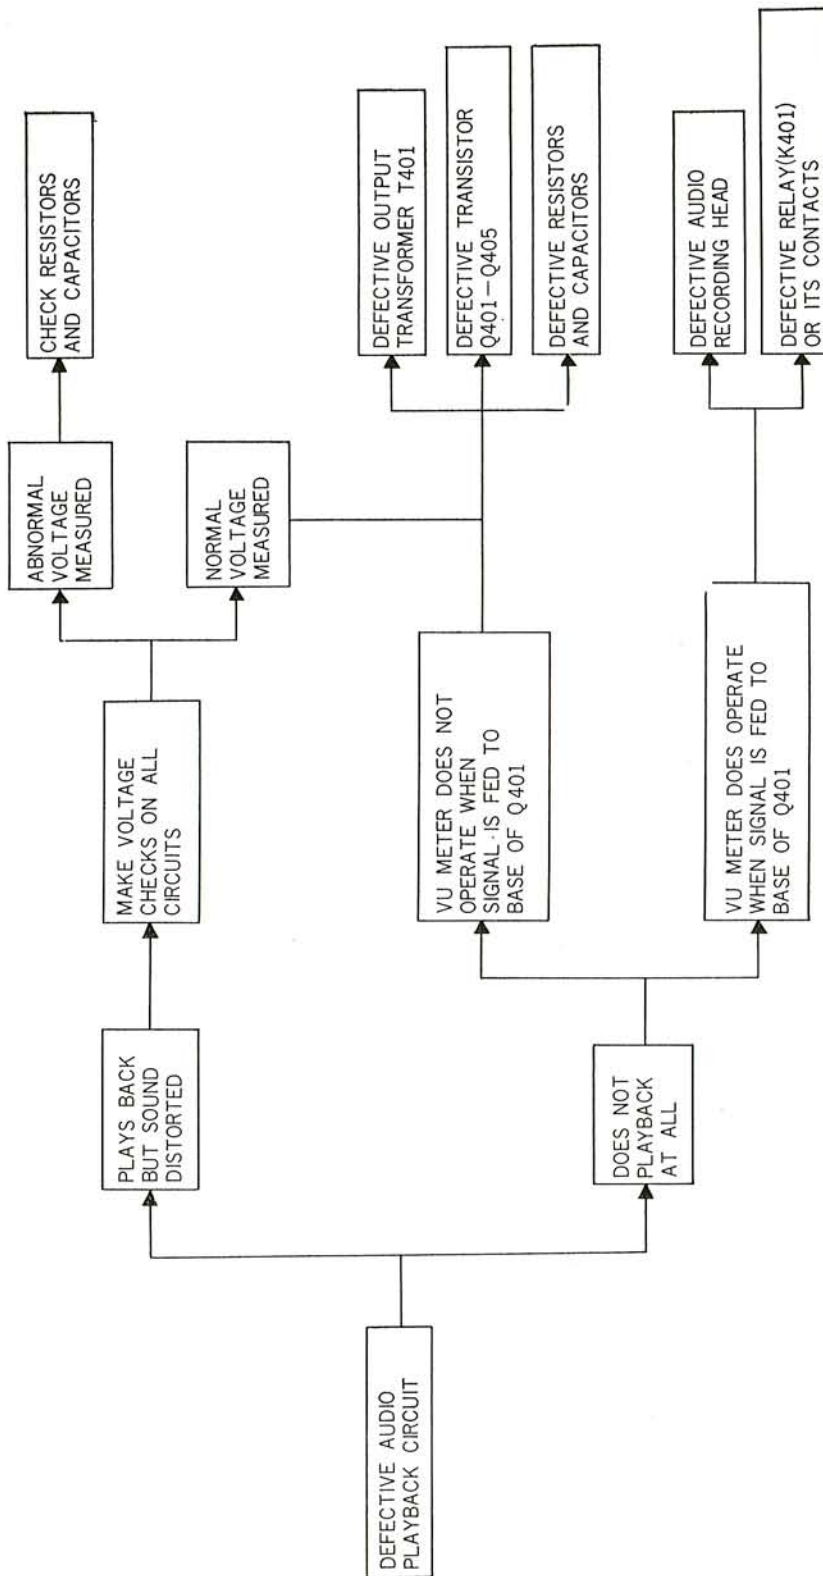 DEFECTIVE AUDIO
PLAYBACK CIRCUIT
PLAYS BACK
BUT SOUND
DISTORTED
DOES NOT
PLAYBACK
AT ALL
MAKE VOLTAGE
CHECKS ON ALL
CIRCUITS
VU METER DOES NOT
OPERATE WHEN
SIGNAL IS FED TO
BASE OF Q401
VU METER DOES OPERATE
WHEN SIGNAL IS FED TO
BASE OF Q401
ABNORMAL
VOLTAGE
MEASURED
NORMAL
VOLTAGE
MEASURED
CHECK RESISTORS
AND CAPACITORS
DEFECTIVE OUTPUT
TRANSFORMER T401
DEFECTIVE TRANSISTOR
Q401-Q405
DEFECTIVE RESISTORS
AND CAPACITORS
DEFECTIVE AUDIO
RECORDING HEAD
DEFECTIVE RELAY(K401)
OR ITS CONTACTS